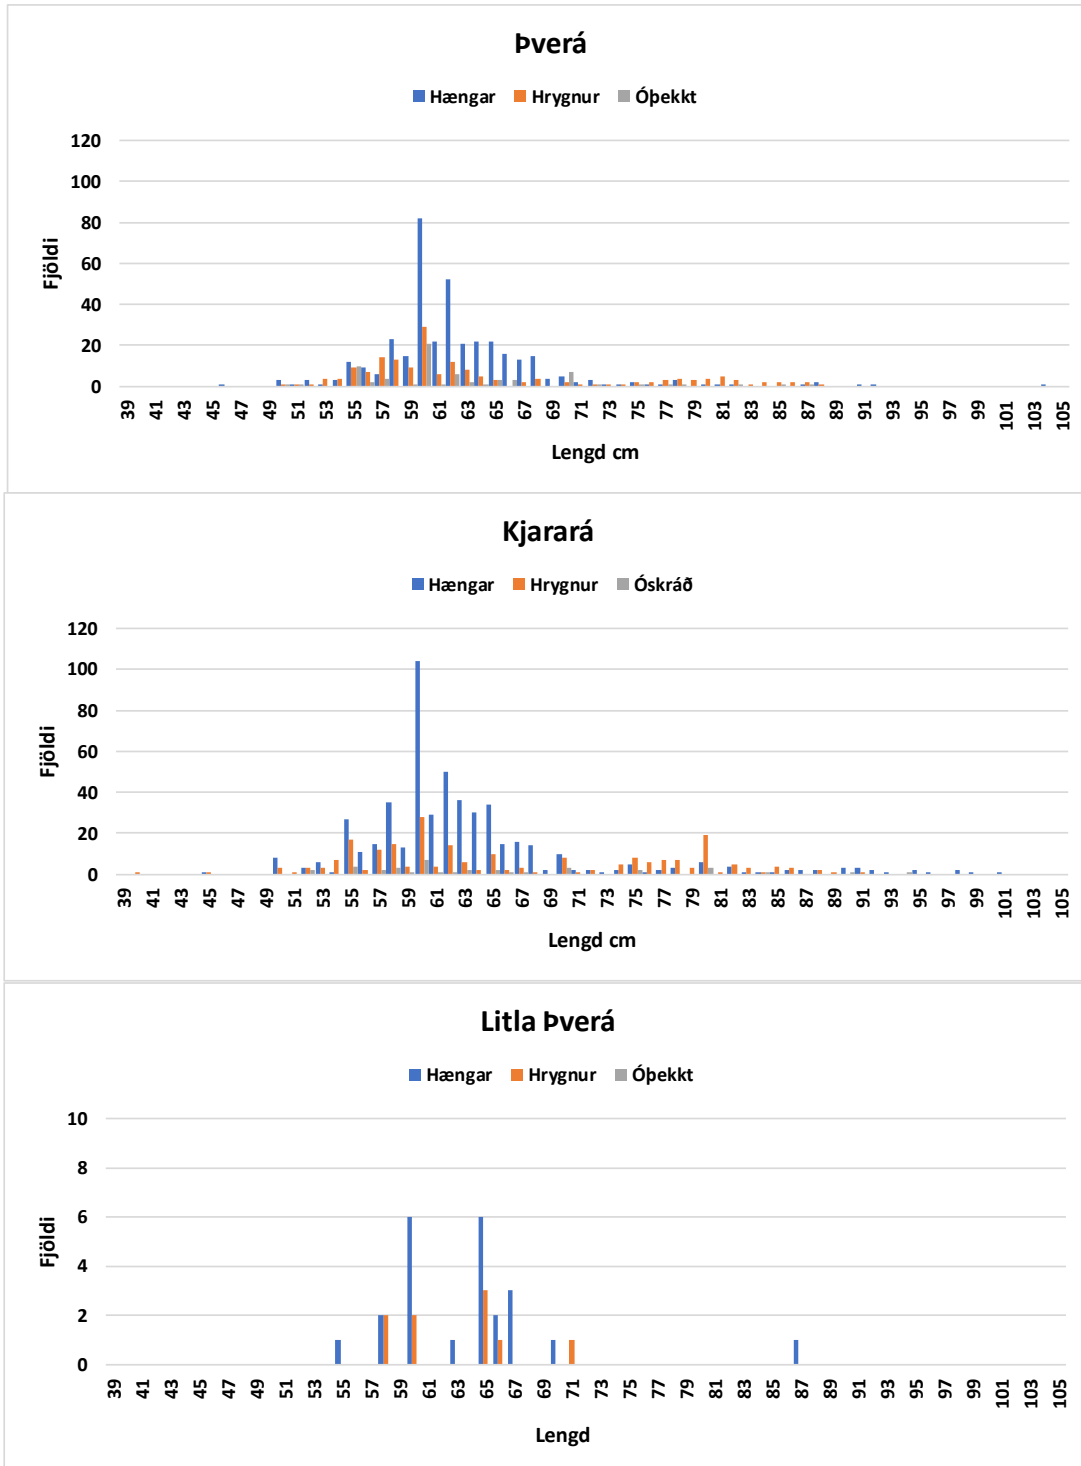 Þverá
Hængar Hrygnur Óþekkt
120
100
80
60
40
20
0
Fjöldi
39 41 43 45 47 49 51 53 55 57 59 61 63 65 67 69 71 73 75 77 79 81 83 85 87 89 91 93 95 97 99 101 103 105
Lengd cm
Kjarará
Hængar Hrygnur Óskráð
120
100
80
60
40
20
0
Fjöldi
39 41 43 45 47 49 51 53 55 57 59 61 63 65 67 69 71 73 75 77 79 81 83 85 87 89 91 93 95 97 99 101 103 105
Lengd cm
Litla Þverá
Hængar Hrygnur Óþekkt
10
8
6
4
2
0
Fjöldi
39 41 43 45 47 49 51 53 55 57 59 61 63 65 67 69 71 73 75 77 79 81 83 85 87 89 91 93 95 97 99 101 103 105
Lengd